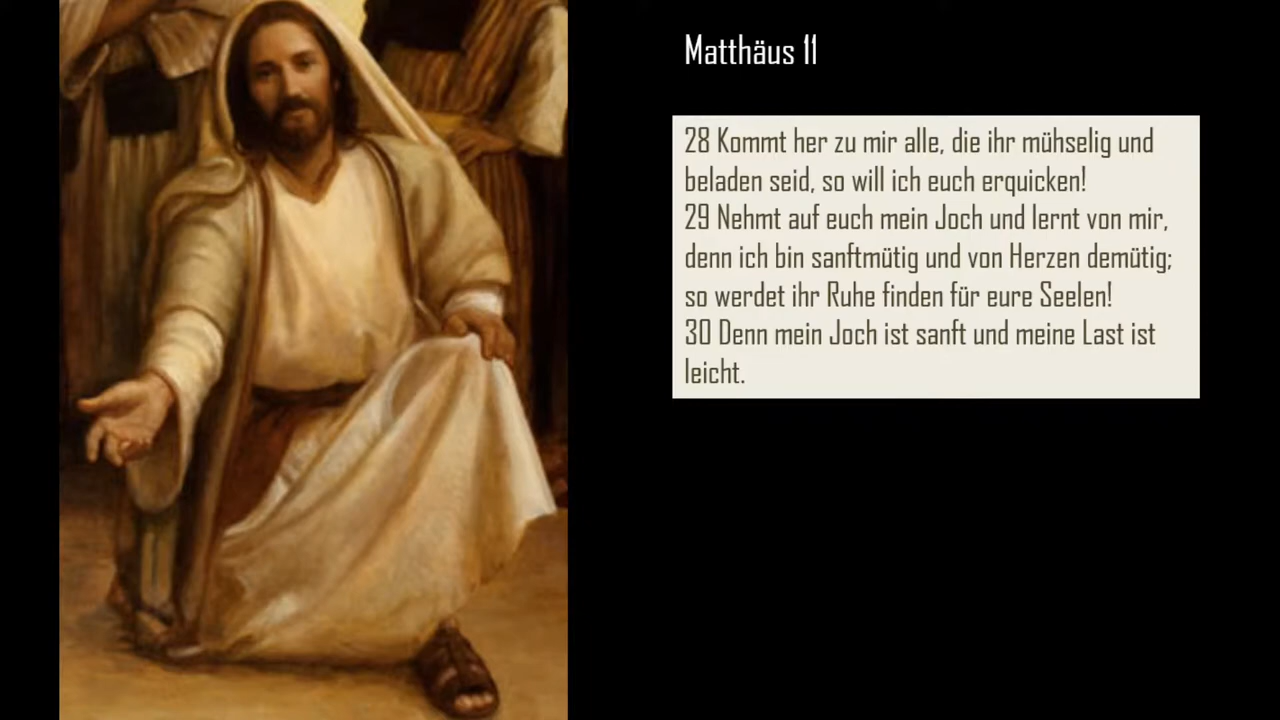 Matthäus 11
28 Kommt her zu mir alle, die ihr mühselig und
beladen seid, so will ich euch erquicken!
29 Nehmt auf euch mein Joch und lernt von mir,
denn ich bin sanftmütig und von Herzen demütig;
so werdet ihr Ruhe finden für eure Seelen!
30 Denn mein Joch ist sanft und meine Last ist
leicht.